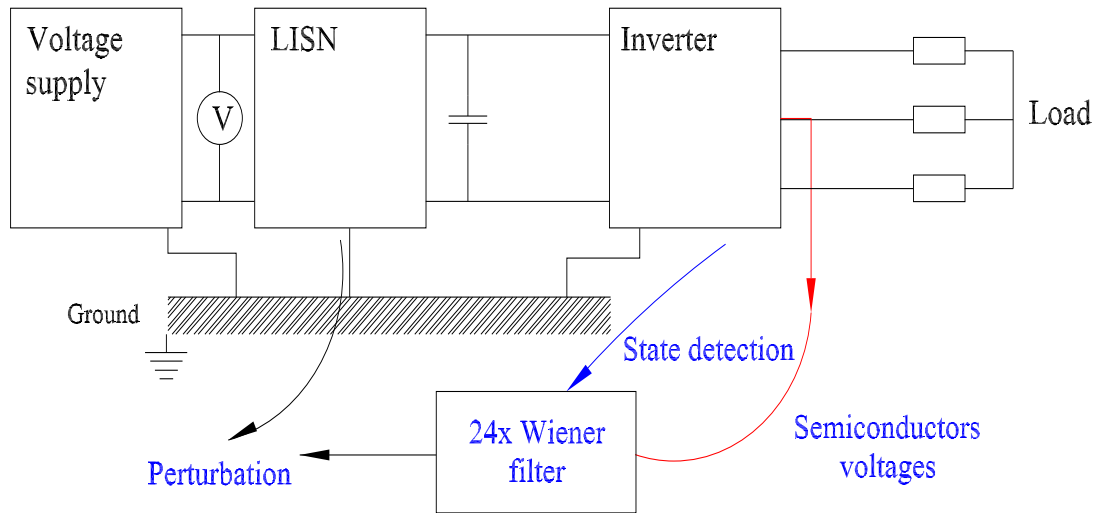 Voltage
supply
V
LISN
Inverter
Load
Ground
State detection
24x Wiener
filter
Semiconductors
voltages
Perturbation